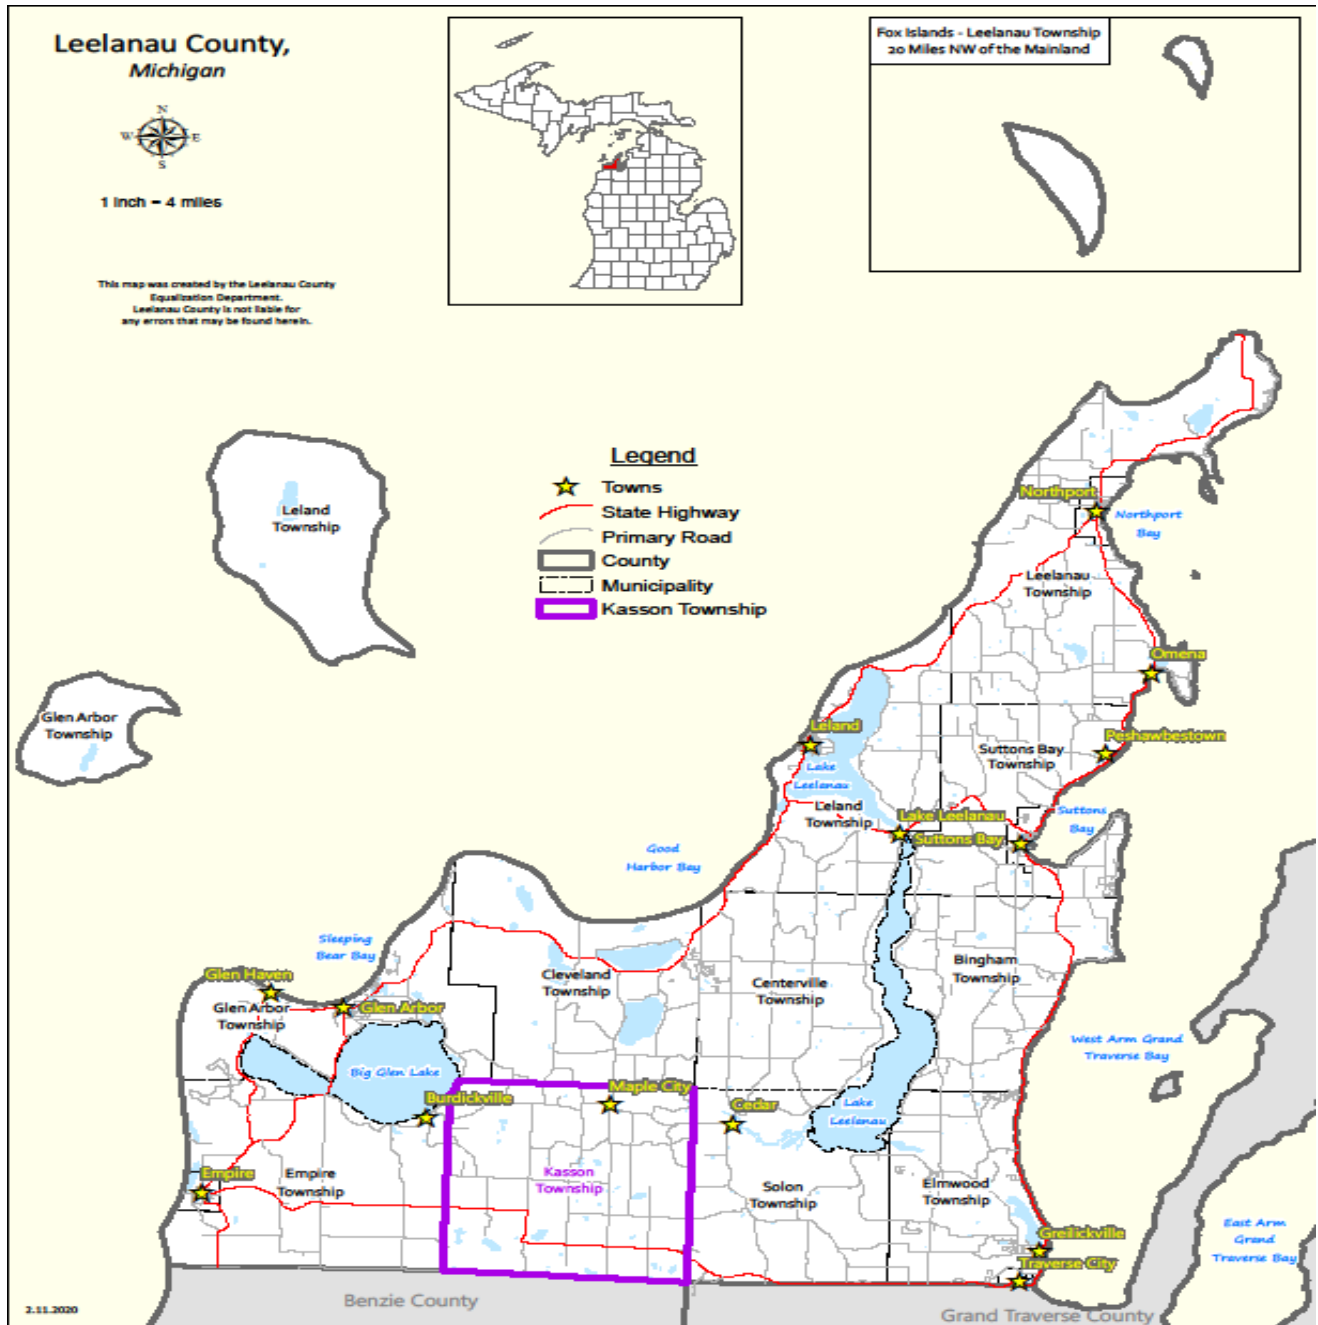 Leelanau County,
Michigan
N
W
E
S
1 inch = 4 miles
This map was created by the Leelanau County
Equalization Department.
Leelanau County is not liable for
any errors that may be found herein.
Fox Islands - Leelanau Township
20 Miles NW of the Mainland
Legend
Towns
State Highway
Primary Road
County
Municipality
Kasson Township
Leland
Township
Glen Arbor
Township
Northport
Northport
Bay
Leelanau
Township
Omena
Peshawbestown
Suttons Bay
Township
Leland
Lake
Leelanau
Leland
Township
Lake Leelanau
Suttons Bay
Suttons
Bay
Good
Harbor Bay
Sleeping
Bear Bay
Glen Haven
Glen Arbor
Township
Glen Arbor
Cleveland
Township
Centerville
Township
Bingham
Township
West Arm Grand
Traverse Bay
Big Glen Lake
Burdickville
Maple City
Cedar
Lake
Leelanau
Empire
Empire
Township
Kasson
Township
Solon
Township
Elmwood
Township
East Arm
Grand
Traverse Bay
Greilickville
Traverse City
Benzie County
Grand Traverse County
2.11.2020